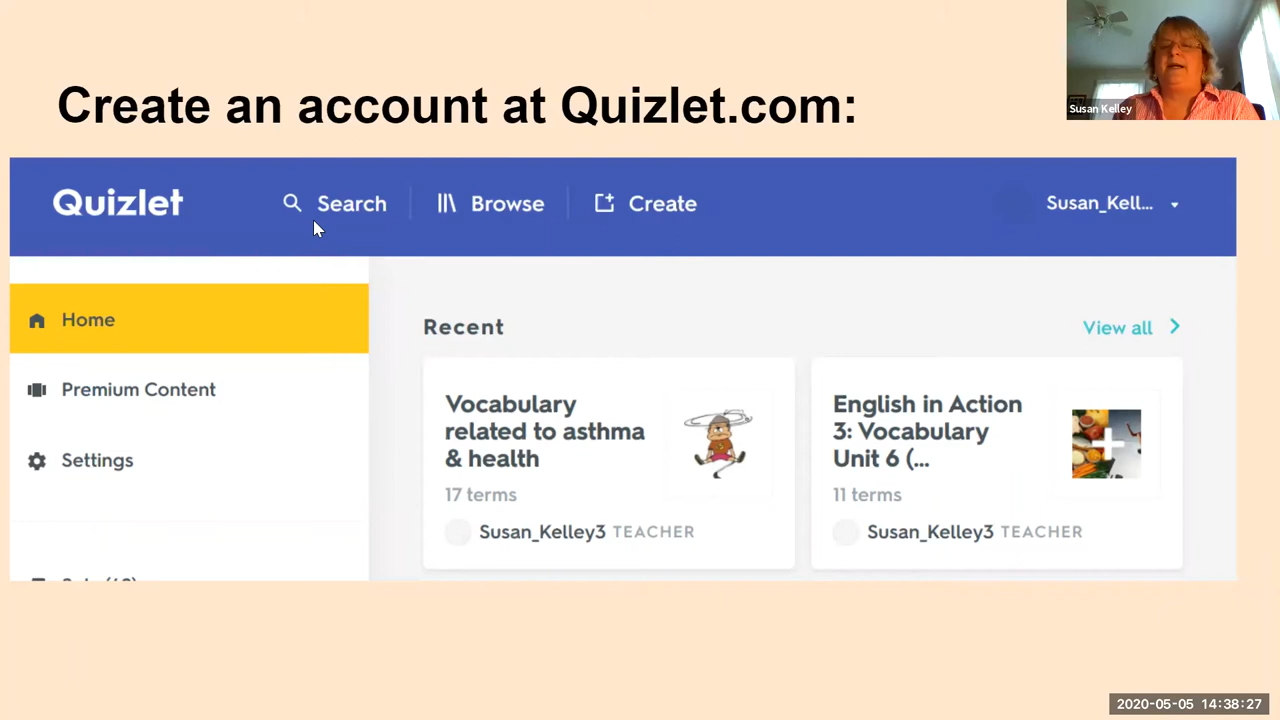 Susan Kelley
Create an account at Quizlet.com:
Quizlet
Search
Browse
Create
Susan_Kell...
Home
Premium Content
Settings
Recent
View all
Vocabulary
related to asthma
& health
17 terms
Susan_Kelley3 TEACHER
English in Action
3: Vocabulary
Unit 6 (...
11 terms
Susan_Kelley3 TEACHER
2020-05-05 14:38:27